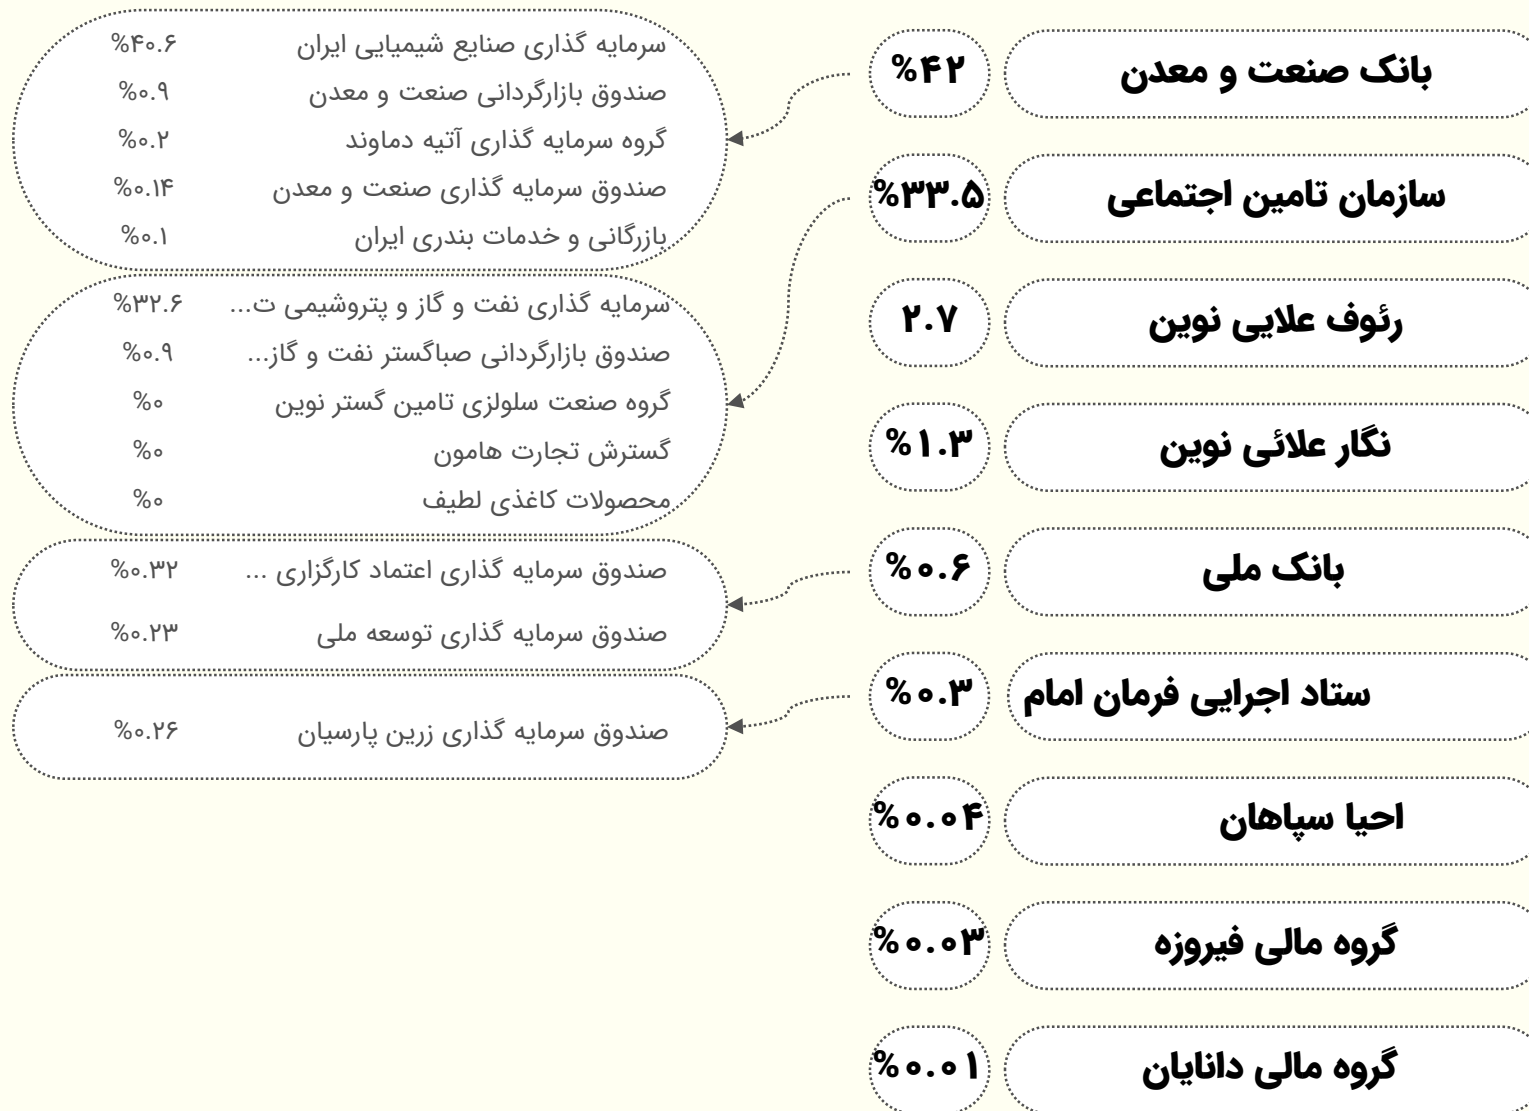 بانک صنعت و معدن %۴۲
سرمایه گذاری صنایع شیمیایی ایران %۴۰.۶
صندوق بازارگردانی صنعت و معدن %۰.۹
گروه سرمایه گذاری آتیه دماوند %۰.۲
صندوق سرمایه گذاری صنعت و معدن %۰.۱۴
بازرگانی و خدمات بندری ایران %۰.۱
سازمان تامین اجتماعی %۳۳.۵
سرمایه گذاری نفت و گاز و پتروشیمی ت... %۳۲.۶
صندوق بازارگردانی صباگستر نفت و گاز... %۰.۹
گروه صنعت سلولزی تامین گستر نوین %۰
گسترش تجارت هامون %۰
محصولات کاغذی لطیف %۰
رئوف علایی نوین ۲.۷
نگار علائی نوین %۱.۳
بانک ملی %۰.۶
صندوق سرمایه گذاری اعتماد کارگزاری ... %۰.۳۲
صندوق سرمایه گذاری توسعه ملی %۰.۲۳
ستاد اجرایی فرمان امام %۰.۳
صندوق سرمایه گذاری زرین پارسیان %۰.۲۶
احیا سپاهان %۰.۰۴
گروه مالی فیروزه %۰.۰۳
گروه مالی دانایان %۰.۰۱